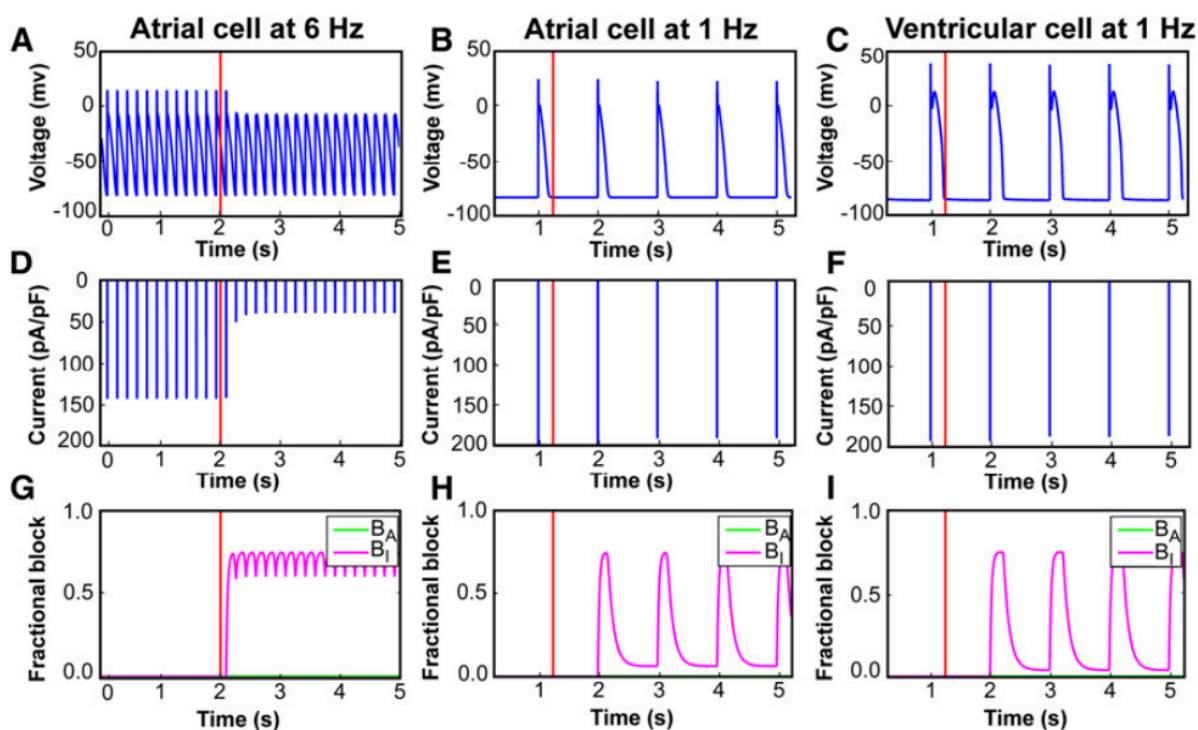 Atrial cell at 6 Hz
Atrial cell at 1 Hz
Ventricular cell at 1 Hz
A
B
C
Voltage (mv)
50
0
-50
-100
0 1 2 3 4 5
Time (s)
Voltage (mv)
50
0
-50
-100
1 2 3 4 5
Time (s)
Voltage (mv)
50
0
-50
-100
1 2 3 4 5
Time (s)
D
E
F
Current (pA/pF)
0
50
100
150
200
0 1 2 3 4 5
Time (s)
Current (pA/pF)
0
50
100
150
200
1 2 3 4 5
Time (s)
Current (pA/pF)
0
50
100
150
200
1 2 3 4 5
Time (s)
G
H
I
Fractional block
1.0
0.5
0.0
B_A
B_I
0 1 2 3 4 5
Time (s)
Fractional block
1.0
0.5
0.0
B_A
B_I
1 2 3 4 5
Time (s)
Fractional block
1.0
0.5
0.0
B_A
B_I
1 2 3 4 5
Time (s)